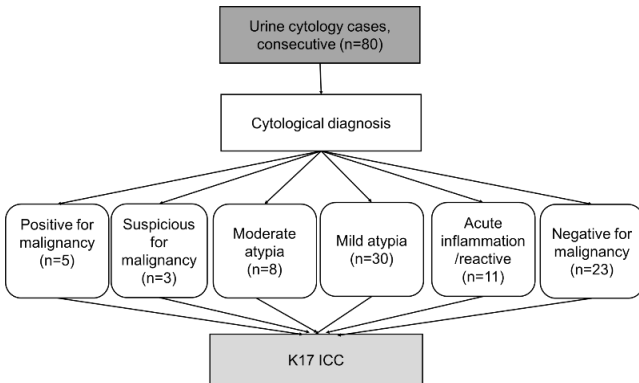 Urine cytology cases,
consecutive (n=80)
Cytological diagnosis
Positive for
malignancy
(n=5)
Suspicious
for
malignancy
(n=3)
Moderate
atypia
(n=8)
Mild atypia
(n=30)
Acute
inflammation
/reactive
(n=11)
Negative for
malignancy
(n=23)
K17 ICC